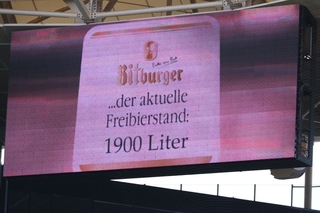 Bitburger
...der aktuelle
Freibierstand:
1900 Liter